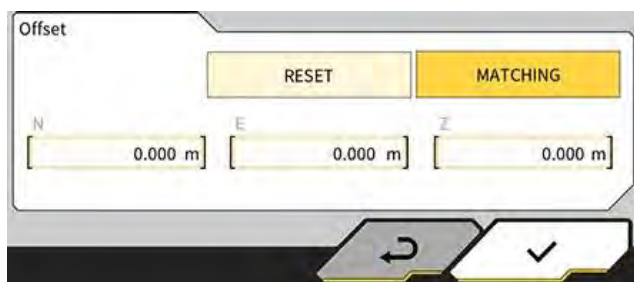 Offset
RESET MATCHING
N E Z
0.000 m 0.000 m 0.000 m